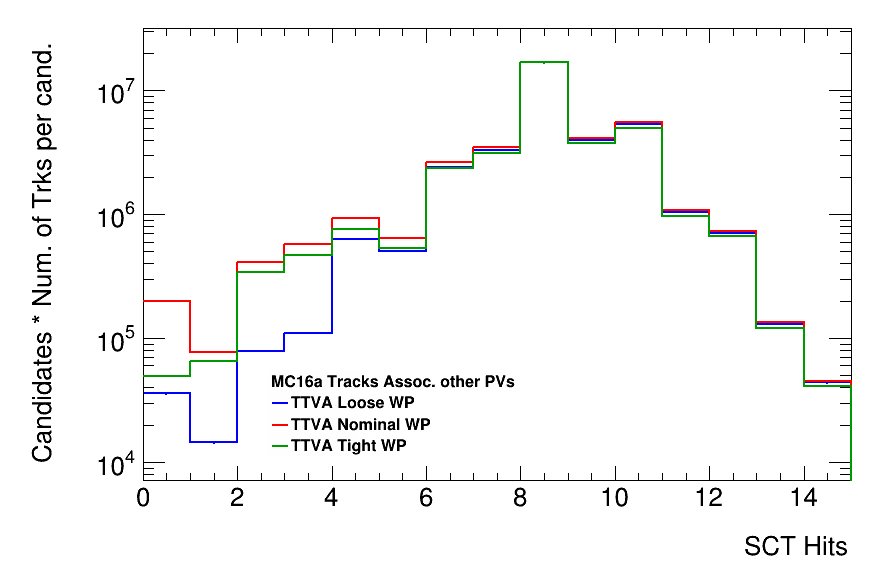 Candidates * Num. of Trks per cand.
10^7
10^6
10^5
10^4
MC16a Tracks Assoc. other PVs
TTVA Loose WP
TTVA Nominal WP
TTVA Tight WP
0 2 4 6 8 10 12 14
SCT Hits